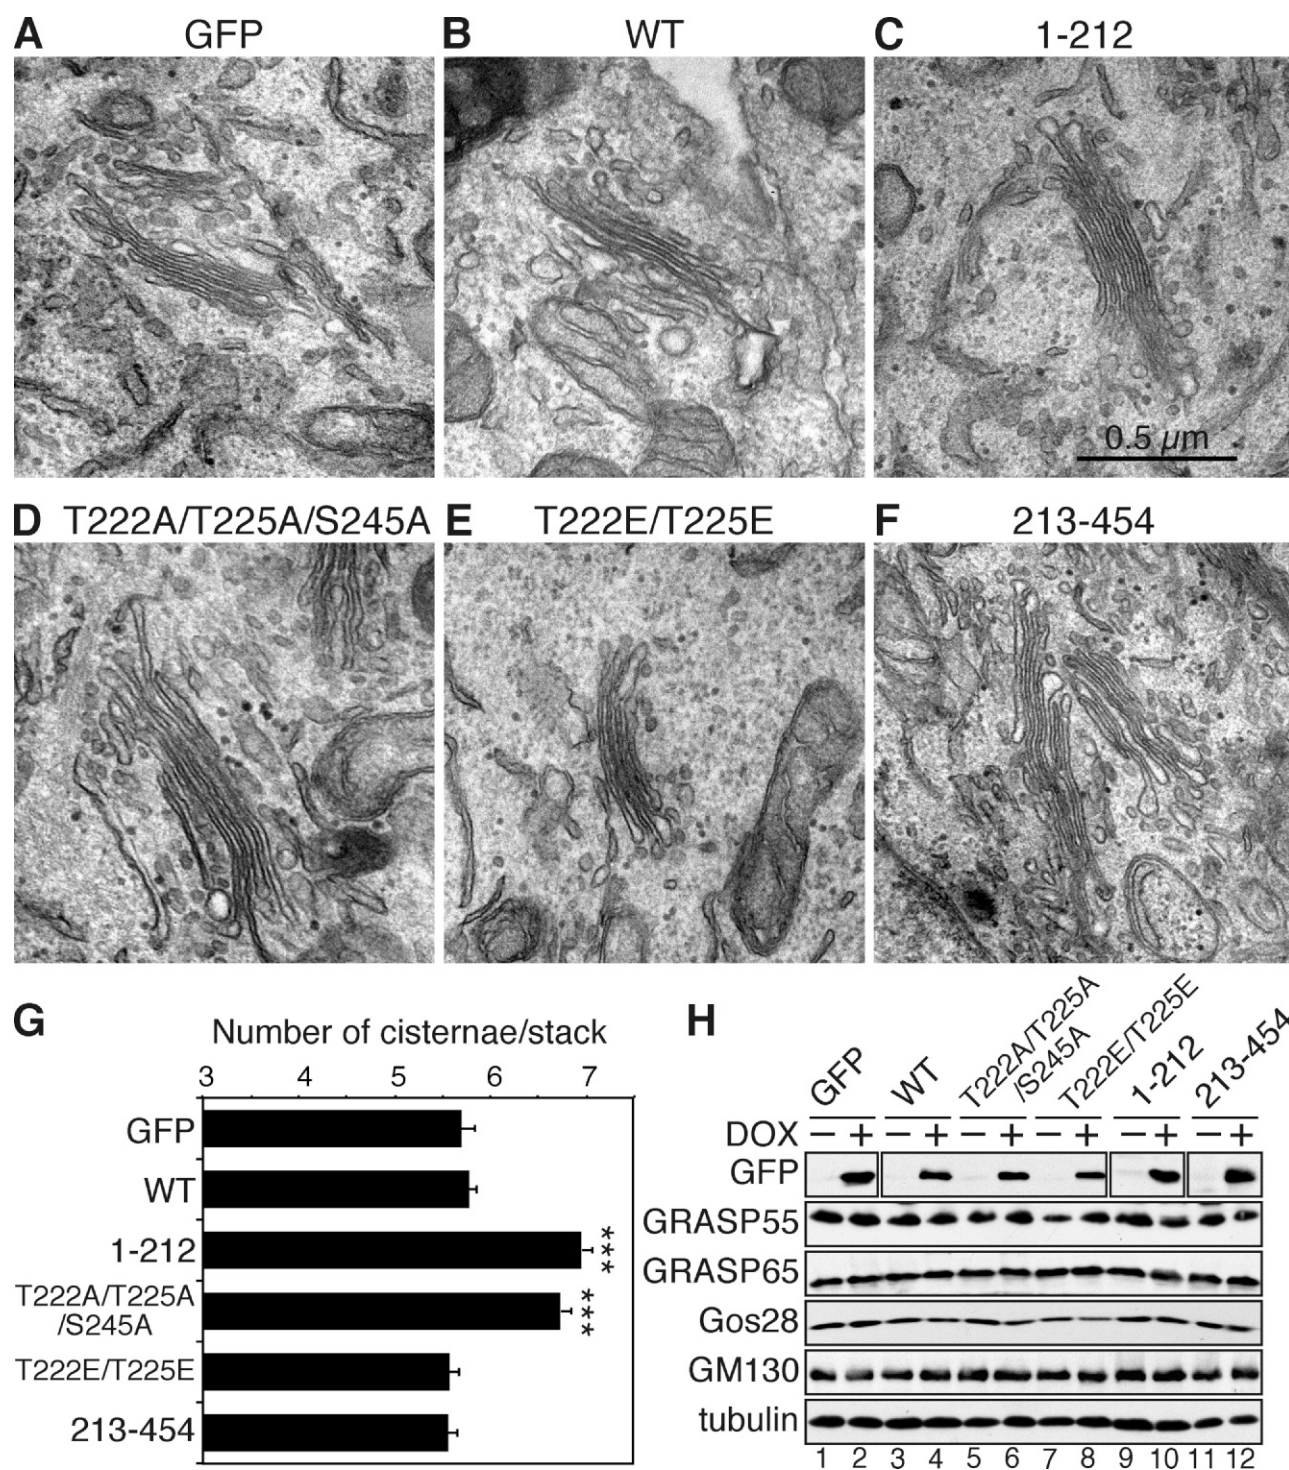 A GFP
B WT
C 1-212
0.5 µm
D T222A/T225A/S245A
E T222E/T225E
F 213-454
G
Number of cisternae/stack
3 4 5 6 7
GFP
WT
1-212
***
T222A/T225A
/S245A
***
T222E/T225E
213-454
H
GFP
WT
T222A/T225A
/S245A
T222E/T225E
1-212
213-454
DOX − + − + − + − + − + − +
GFP
GRASP55
GRASP65
Gos28
GM130
tubulin
1 2 3 4 5 6 7 8 9 10 11 12